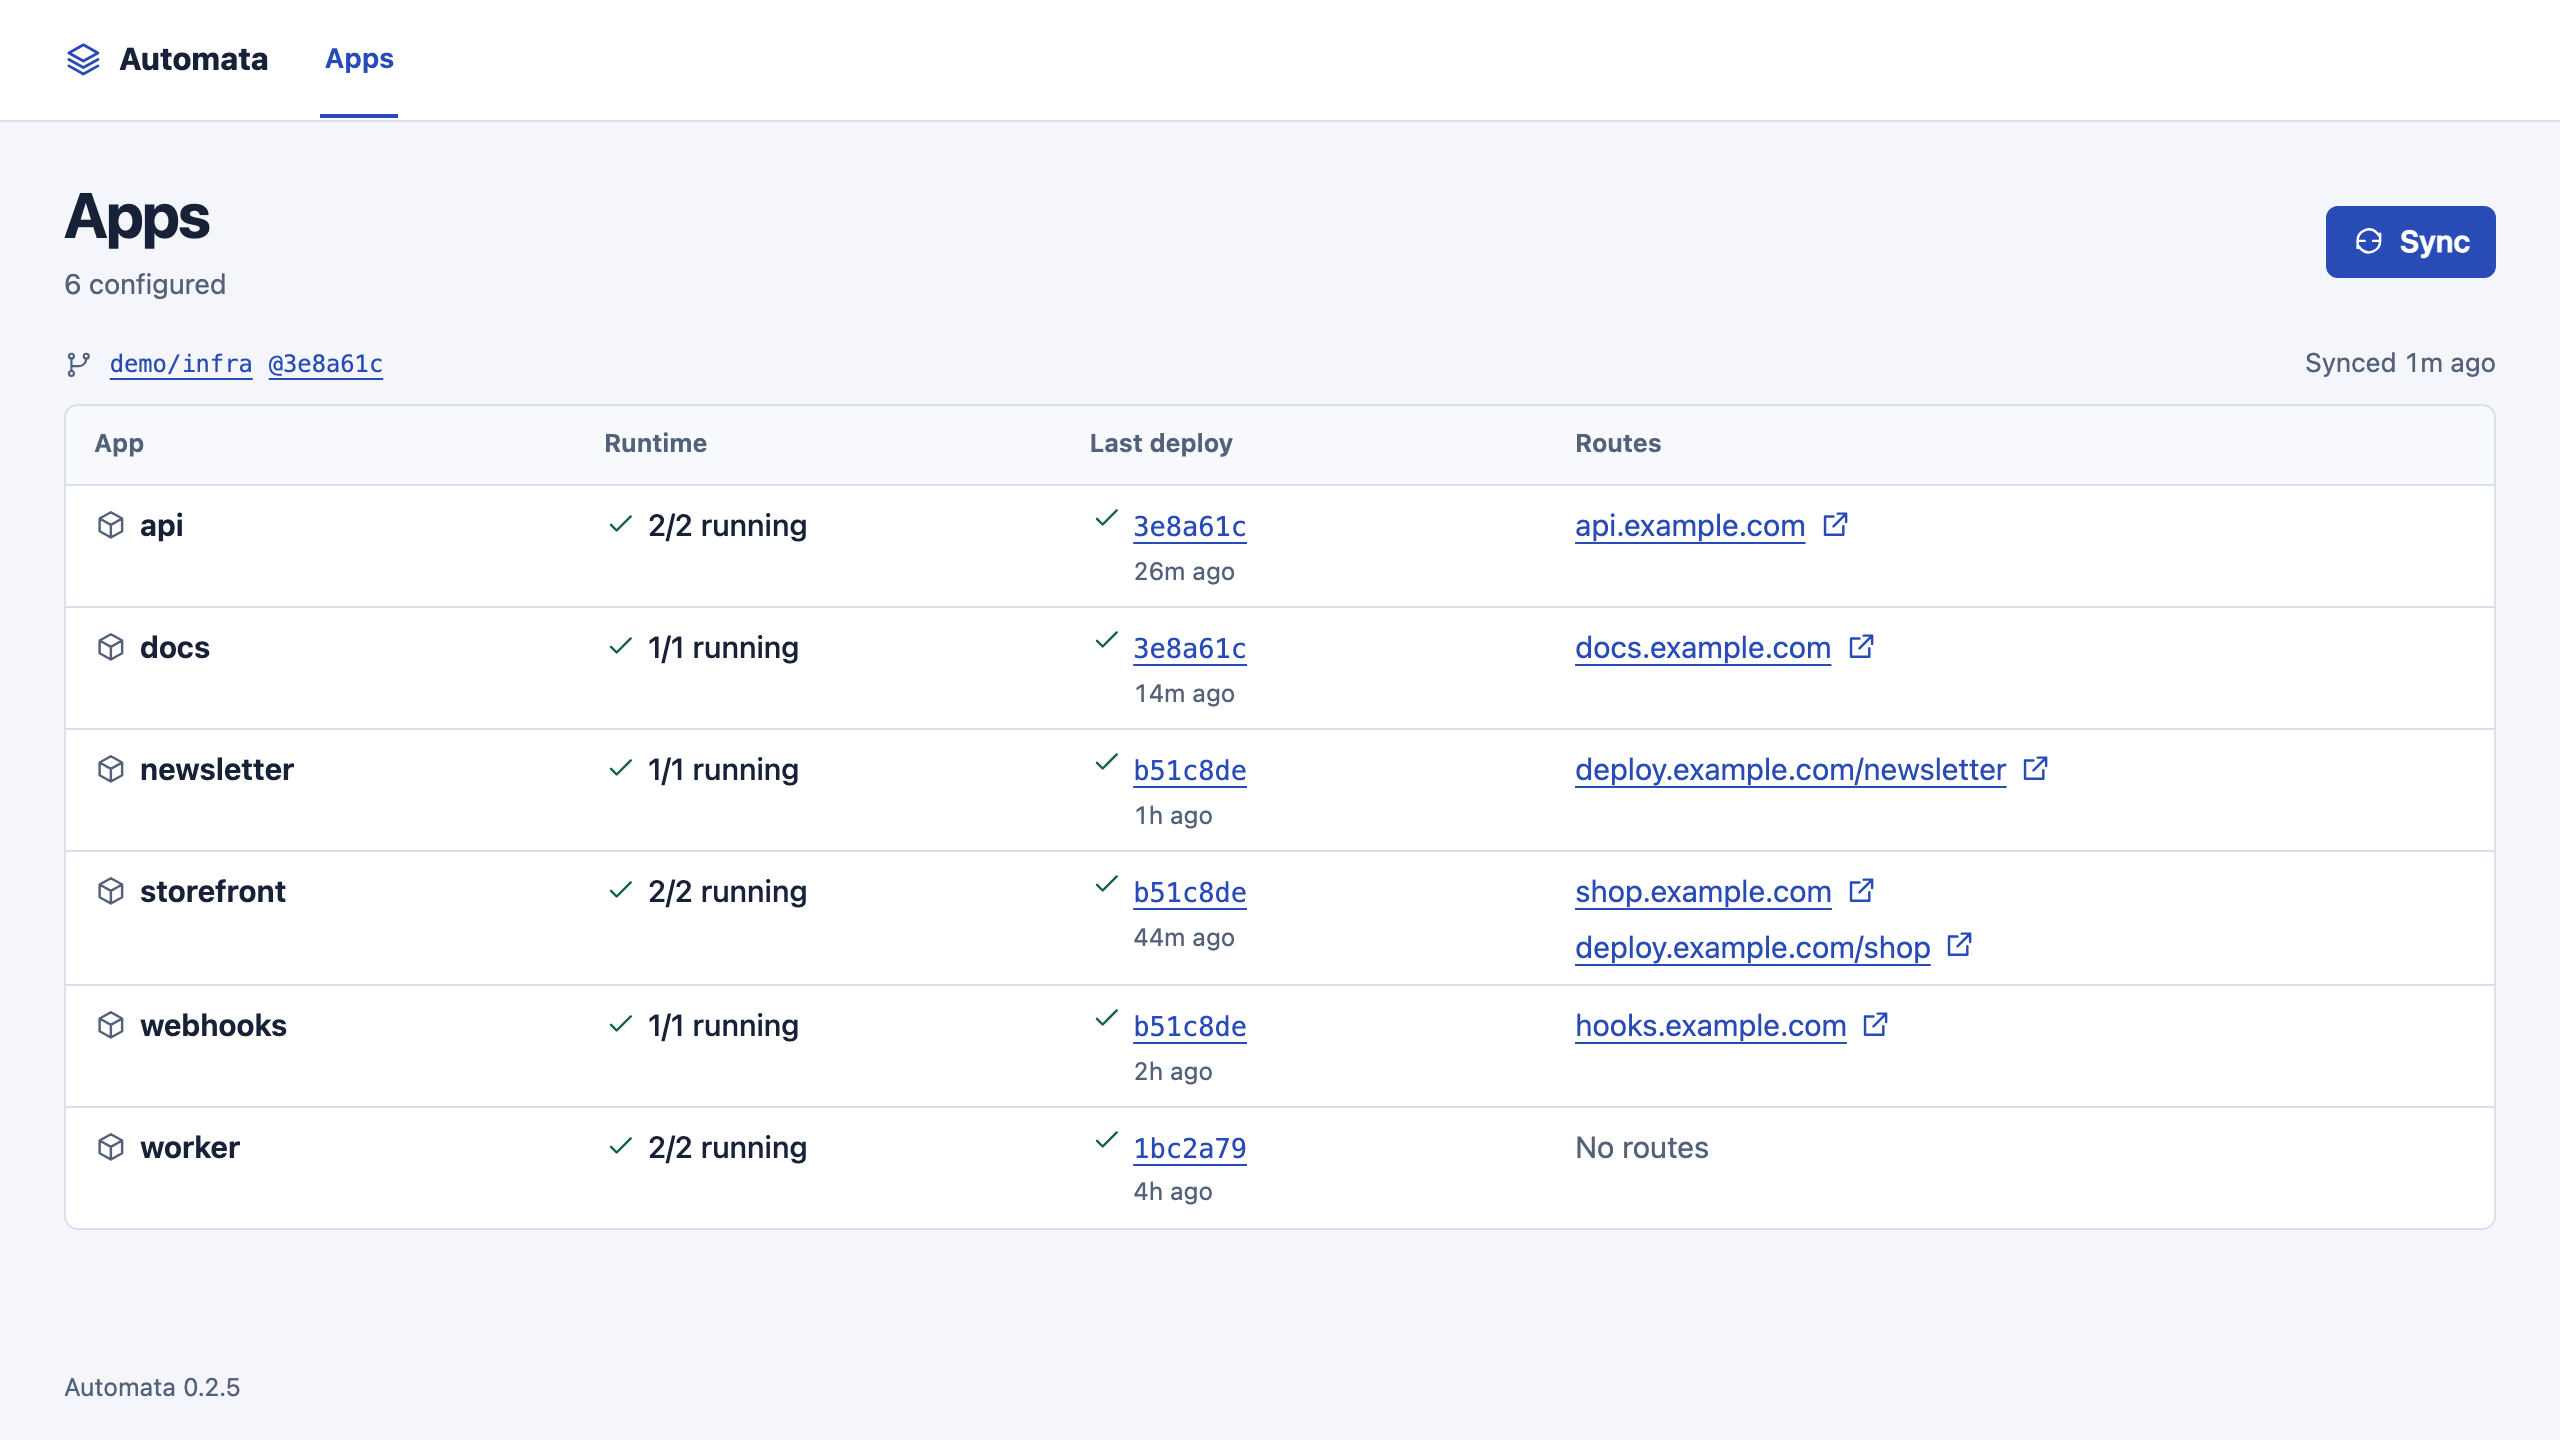 Automata Apps
Apps
6 configured
Sync
demo/infra @3e8a61c
Synced 1m ago
App Runtime Last deploy Routes
api 2/2 running 3e8a61c api.example.com
26m ago
docs 1/1 running 3e8a61c docs.example.com
14m ago
newsletter 1/1 running b51c8de deploy.example.com/newsletter
1h ago
storefront 2/2 running b51c8de shop.example.com
44m ago deploy.example.com/shop
webhooks 1/1 running b51c8de hooks.example.com
2h ago
worker 2/2 running 1bc2a79 No routes
4h ago
Automata 0.2.5